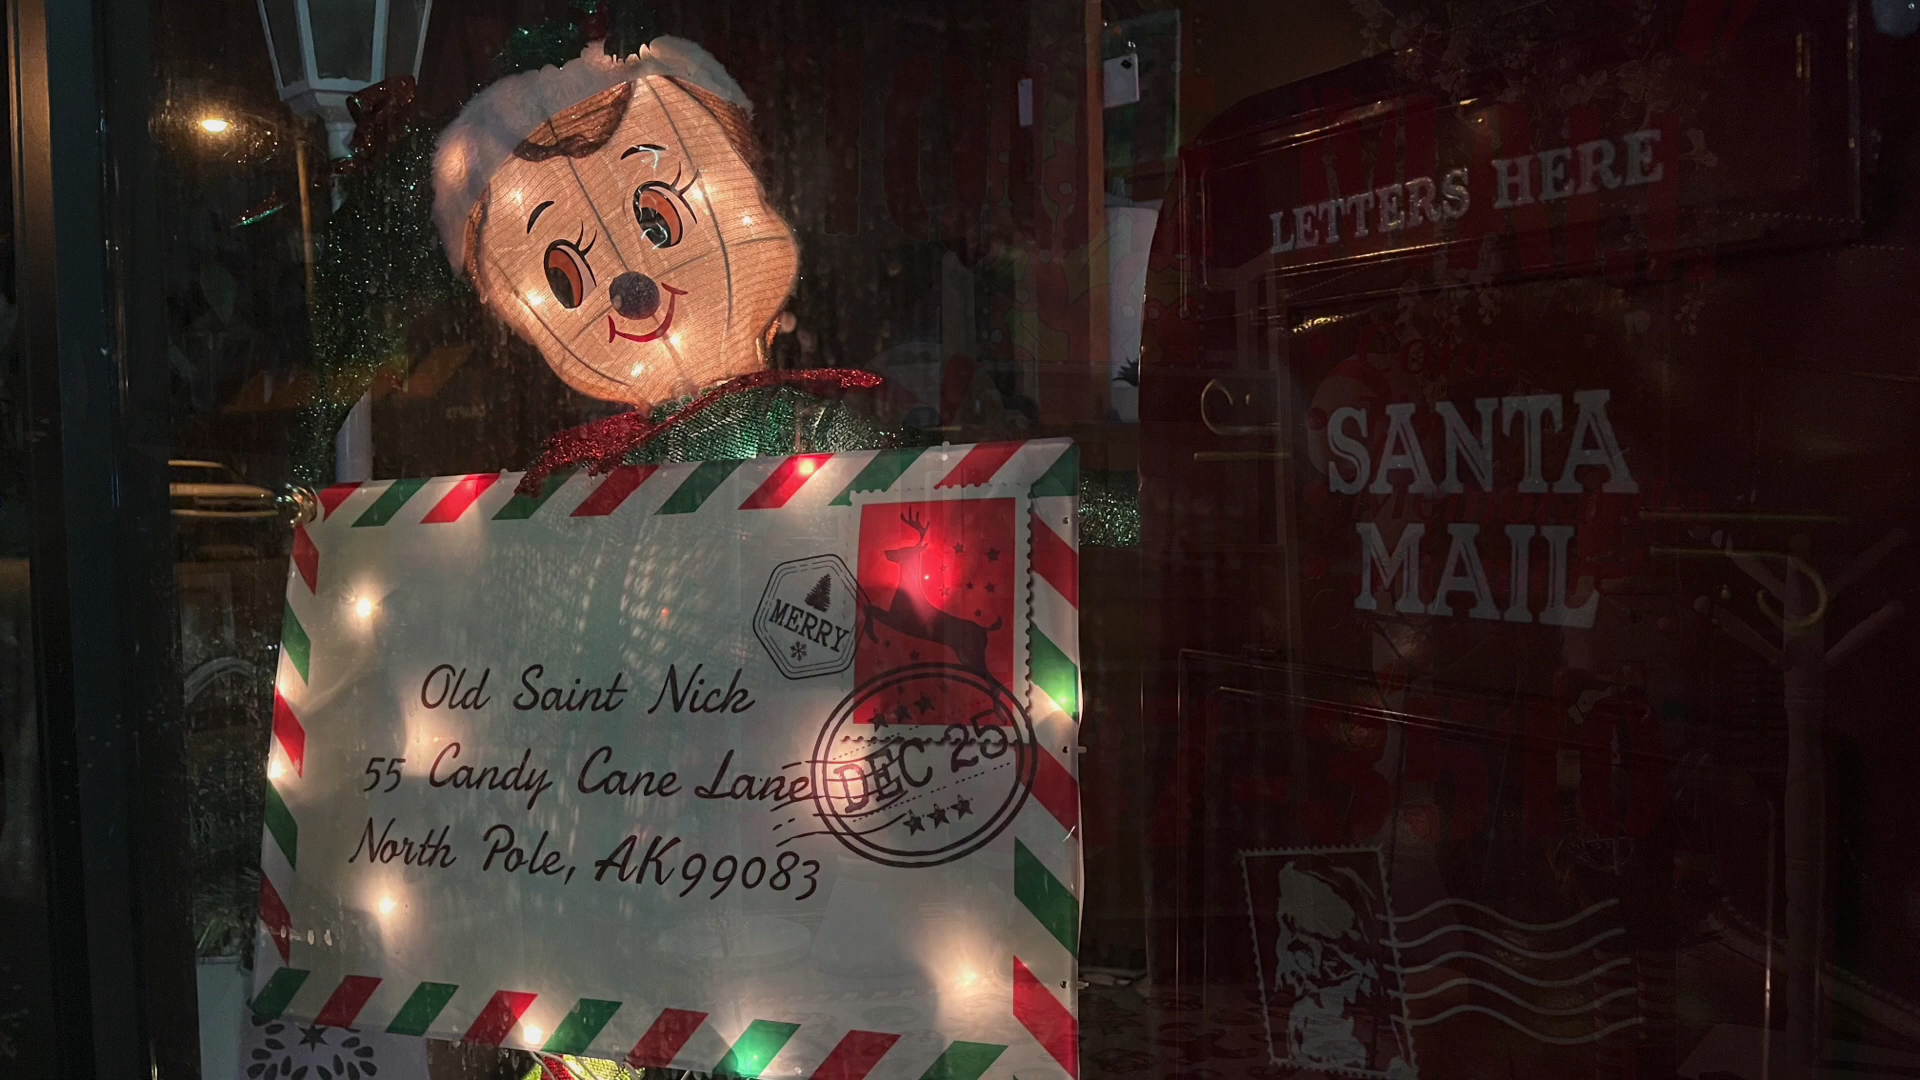 LETTERS HERE
SANTA
MAIL
MERRY
DEC 25
Old Saint Nick
55 Candy Cane Lane
North Pole, AK 99083